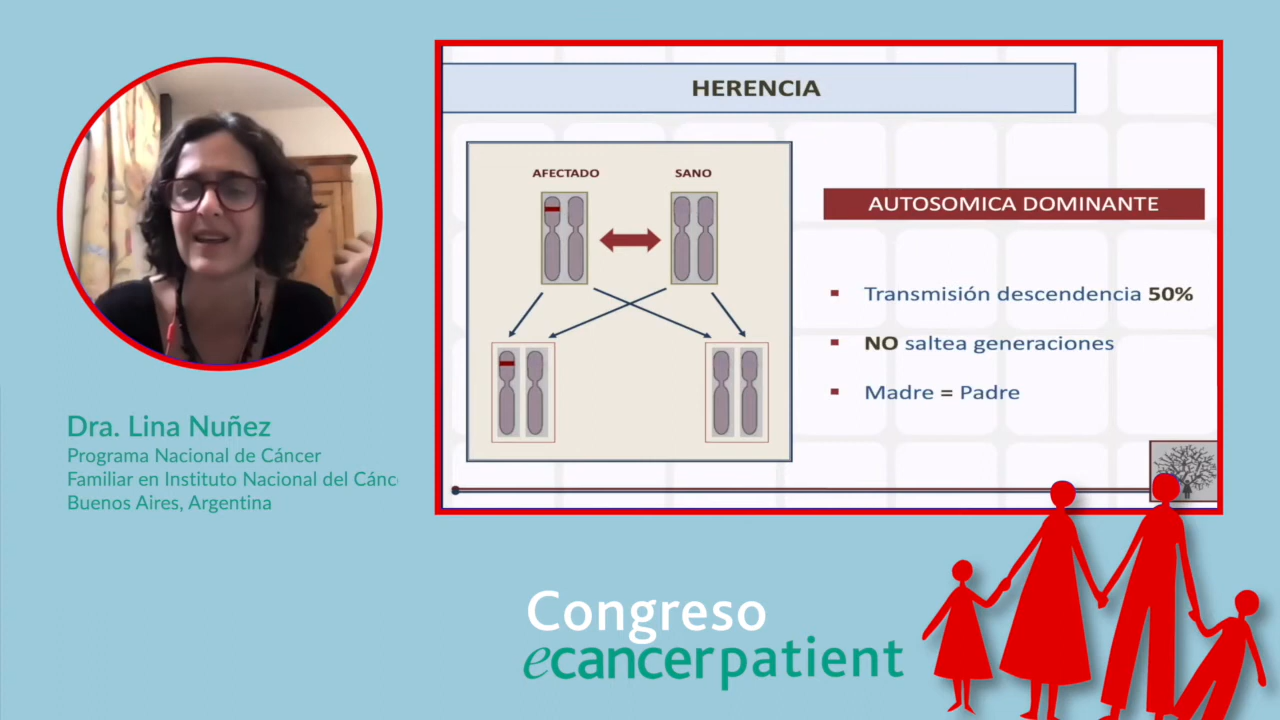 HERENCIA
AFECTADO
SANO
AUTOSOMICA DOMINANTE
Transmisión descendencia 50%
NO saltea generaciones
Madre = Padre
Dra. Lina Nuñez
Programa Nacional de Cáncer
Familiar en Instituto Nacional del Cánc
Buenos Aires, Argentina
Congreso
ecancerpatient